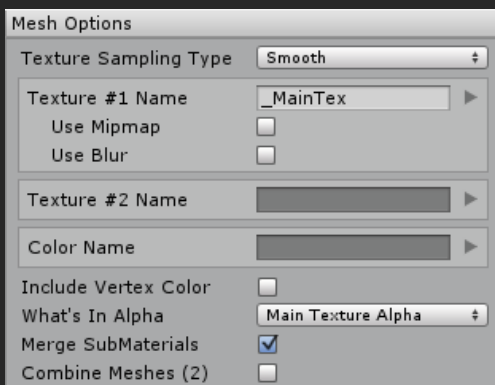 Mesh Options
Texture Sampling Type Smooth
Texture #1 Name _MainTex
Use Mipmap
Use Blur
Texture #2 Name
Color Name
Include Vertex Color
What's In Alpha Main Texture Alpha
Merge SubMaterials
Combine Meshes (2)